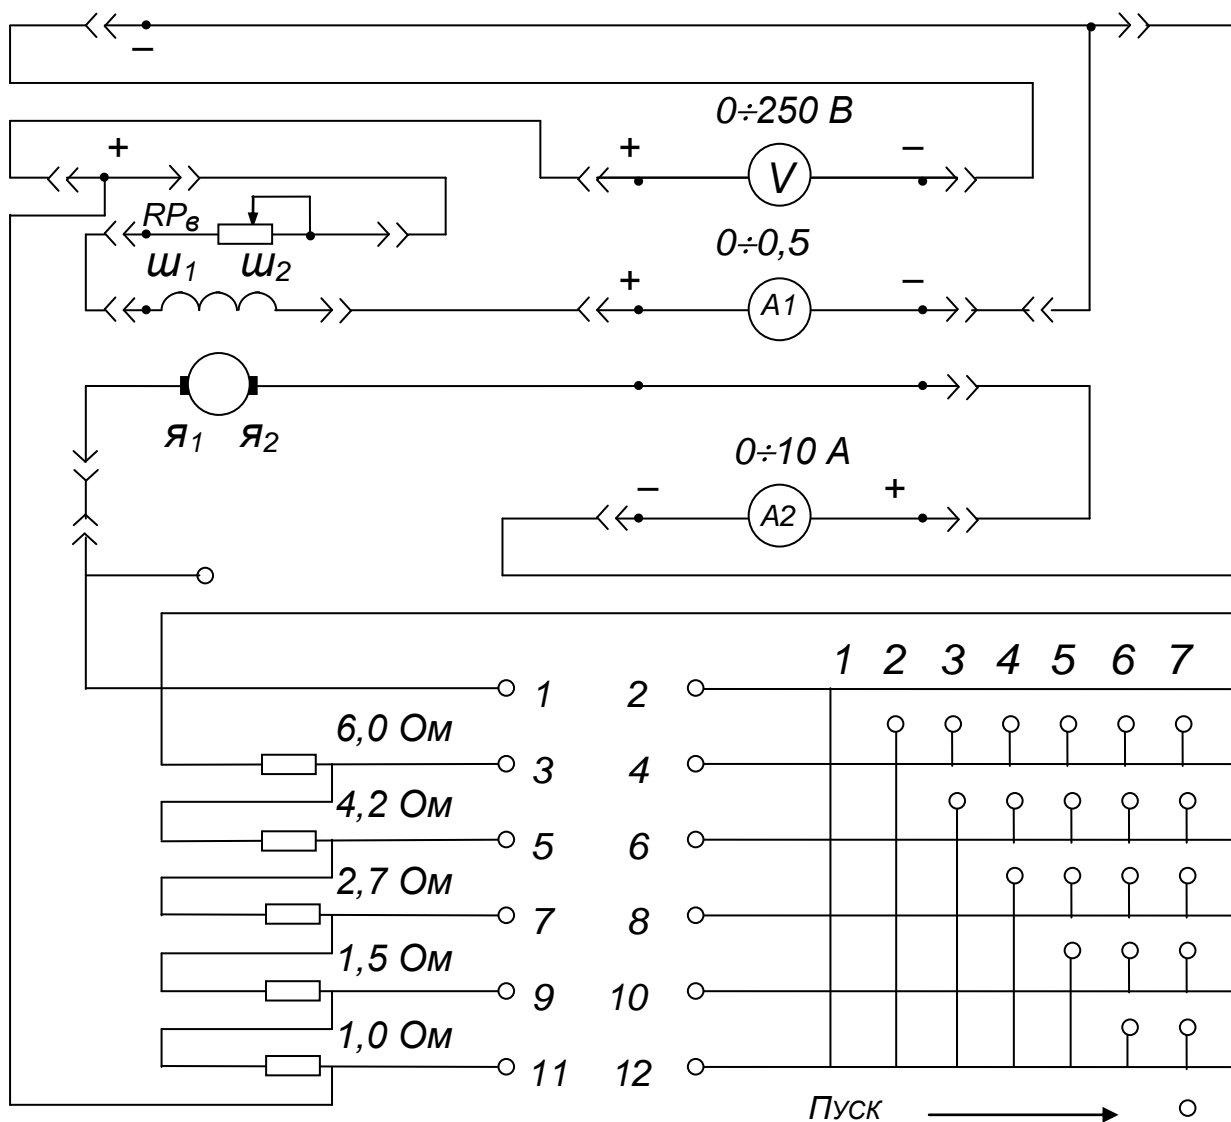 –
0÷250 В
+ + V –
RPв
0÷0,5
Ш1 Ш2 + А1 –
Я1 Я2
0÷10 А
– А2 +
1 2 3 4 5 6 7
1 2
6,0 Ом
3 4
4,2 Ом
5 6
2,7 Ом
7 8
1,5 Ом
9 10
1,0 Ом
11 12
Пуск